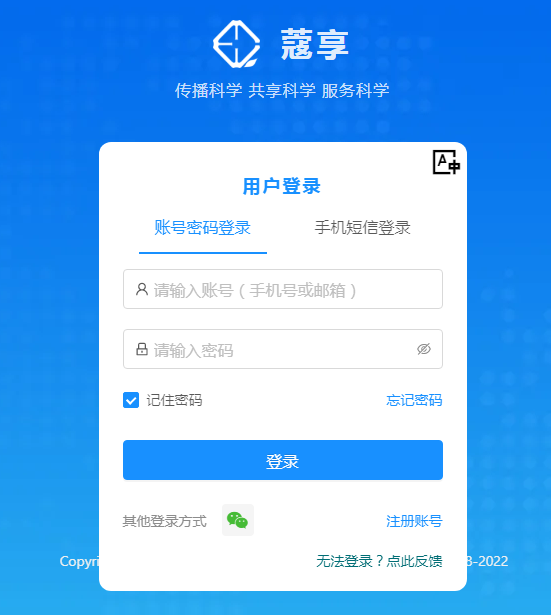 蔻享
传播科学 共享科学 服务科学
A中
用户登录
账号密码登录 手机短信登录
请输入账号（手机号或邮箱）
请输入密码
记住密码 忘记密码
登录
其他登录方式 注册账号
无法登录？点此反馈
-2022